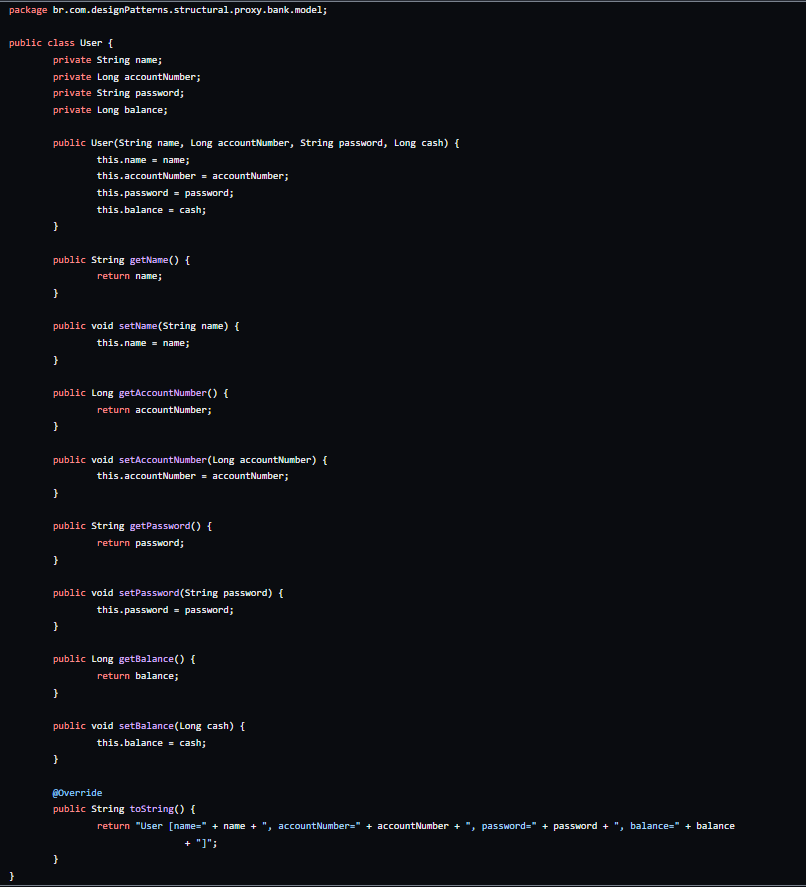 package br.com.designPatterns.structural.proxy.bank.model;
public class User {
private String name;
private Long accountNumber;
private String password;
private Long balance;
public User(String name, Long accountNumber, String password, Long cash) {
this.name = name;
this.accountNumber = accountNumber;
this.password = password;
this.balance = cash;
}
public String getName() {
return name;
}
public void setName(String name) {
this.name = name;
}
public Long getAccountNumber() {
return accountNumber;
}
public void setAccountNumber(Long accountNumber) {
this.accountNumber = accountNumber;
}
public String getPassword() {
return password;
}
public void setPassword(String password) {
this.password = password;
}
public Long getBalance() {
return balance;
}
public void setBalance(Long cash) {
this.balance = cash;
}
@Override
public String toString() {
return "User [name=" + name + ", accountNumber=" + accountNumber + ", password=" + password + ", balance=" + balance
+ "]";
}
}